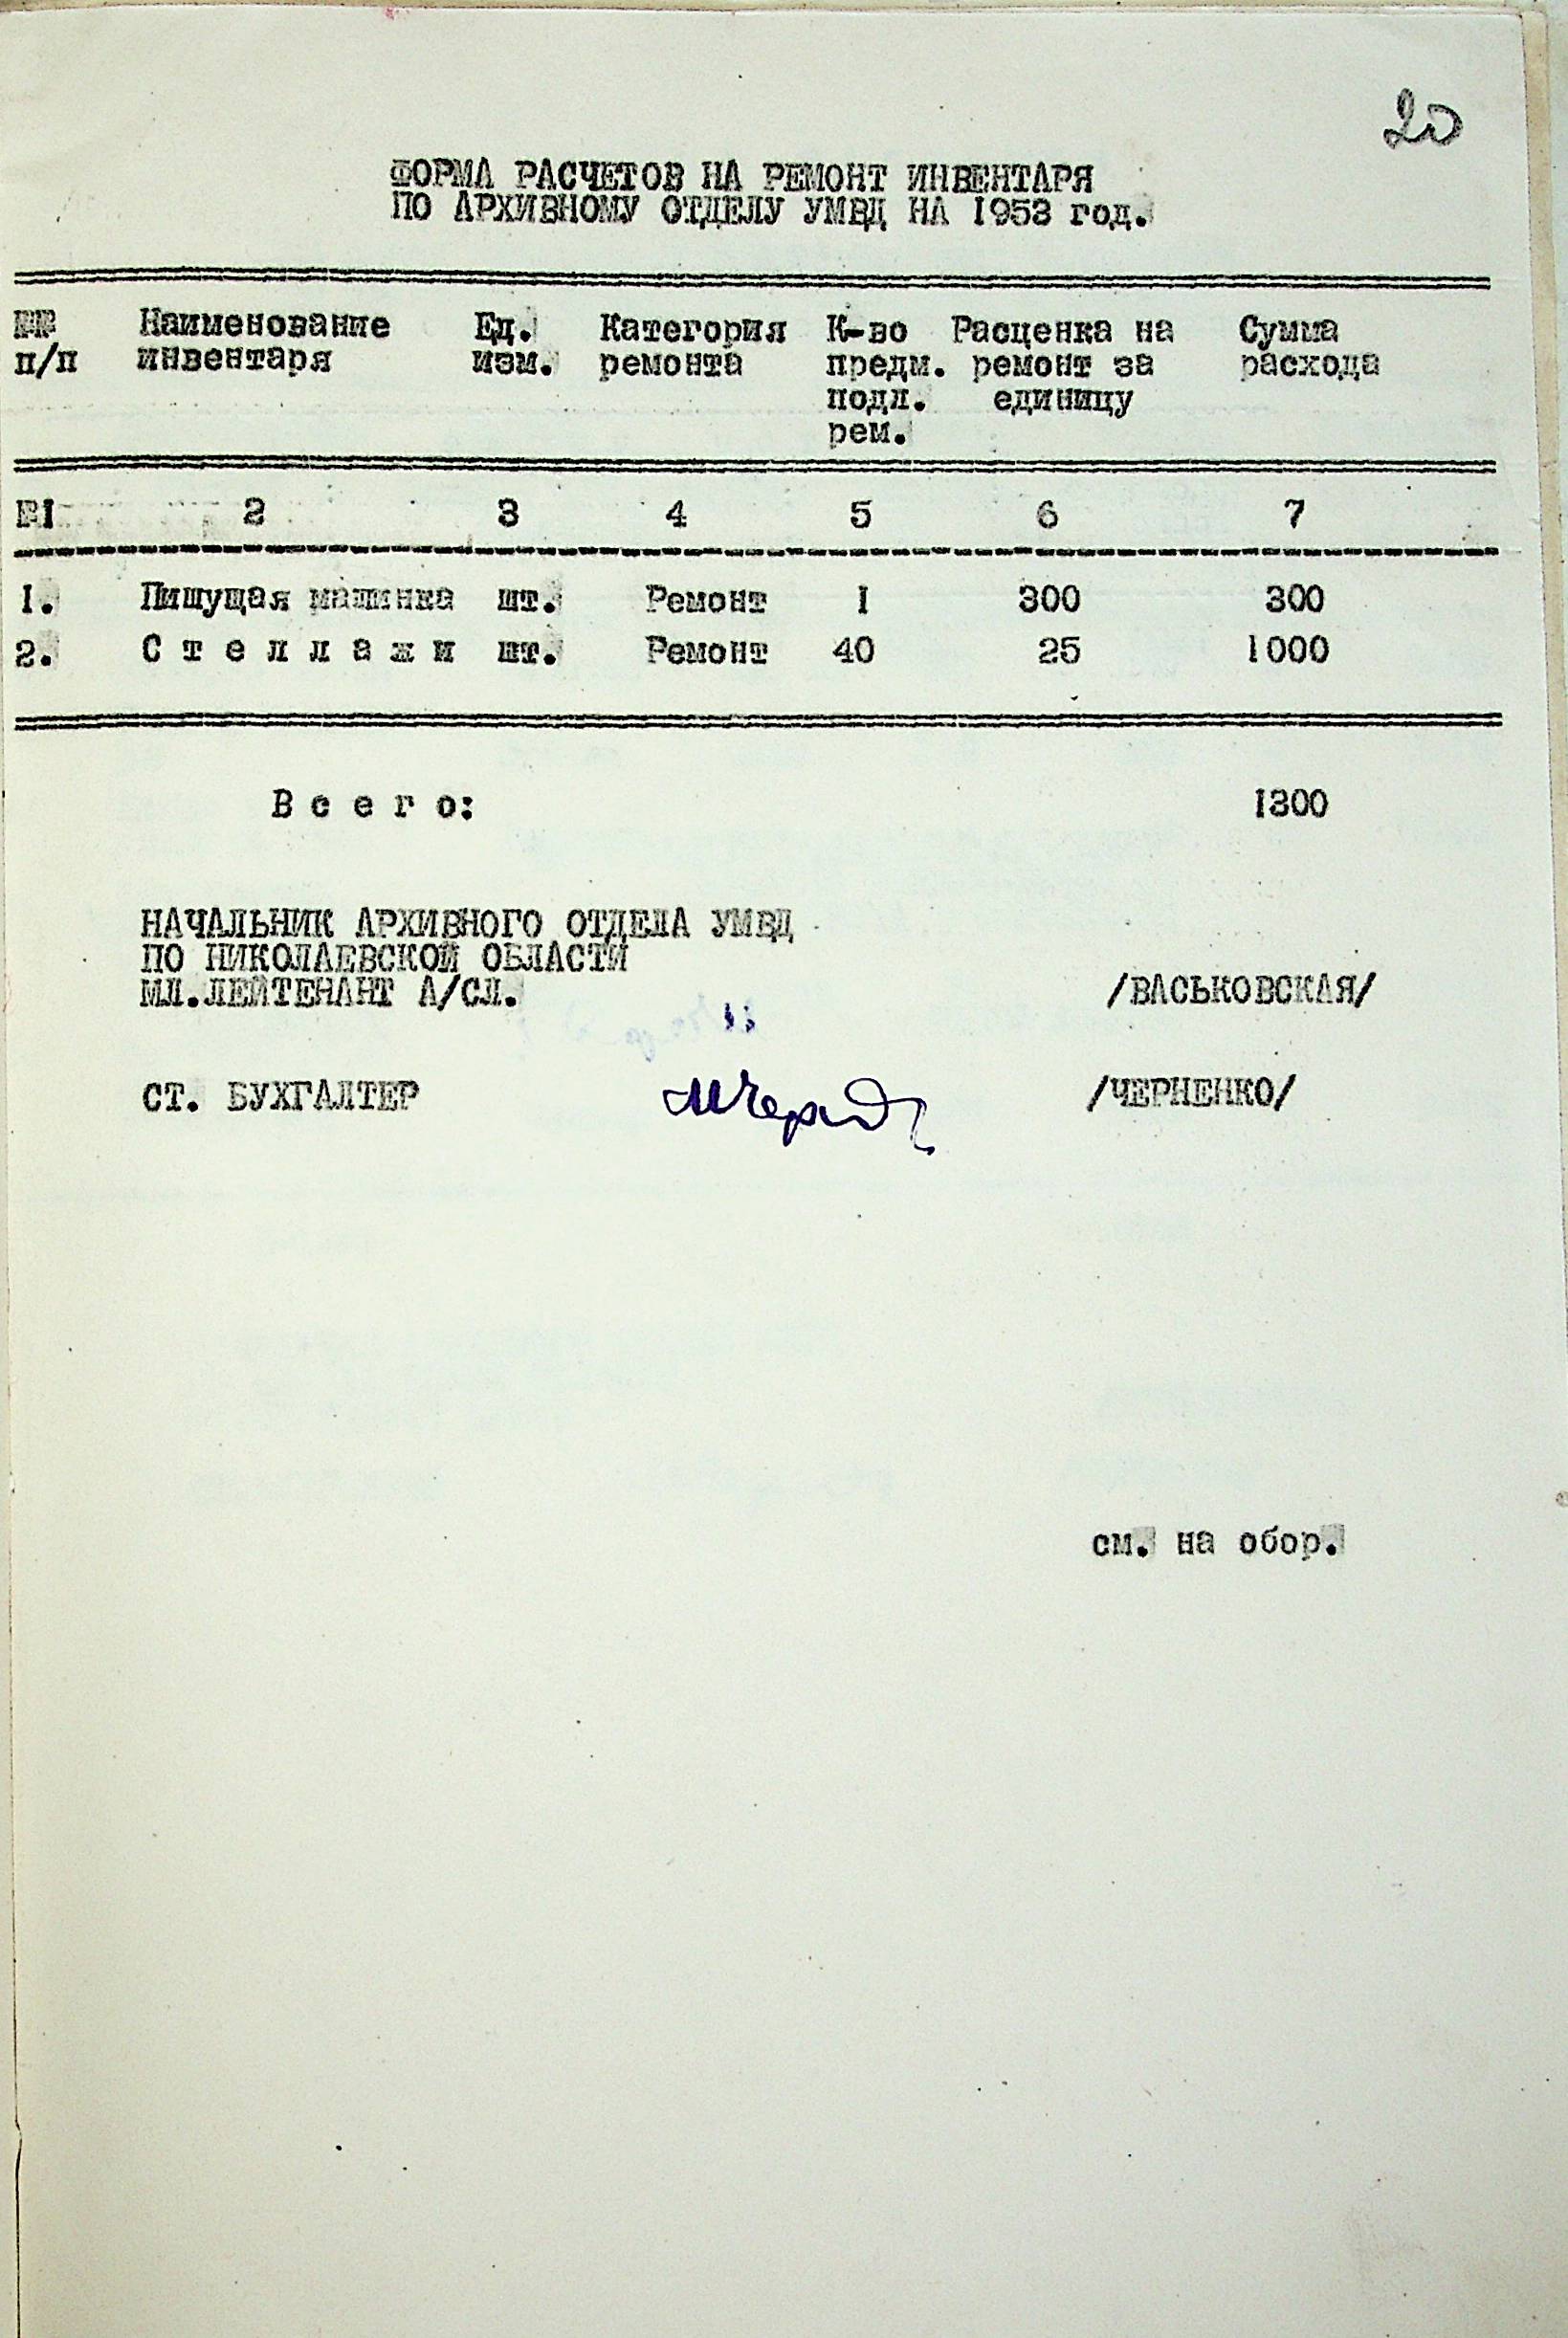 20
ФОРМА РАСЧЕТОВ НА РЕМОНТ ИНВЕНТАРЯ
ПО АРХИВНОМУ ОТДЕЛУ УМВД НА 1953 год.
№№ Наименование Ед. Категория К-во Расценка на Сумма
п/п инвентаря изм. ремонта предм. ремонт за расхода
подл. единицу
рем.
1 2 3 4 5 6 7
1. Пишущая машинка шт. Ремонт 1 300 300
2. Стеллажи шт. Ремонт 40 25 1000
Всего: 1300
НАЧАЛЬНИК АРХИВНОГО ОТДЕЛА УМВД
ПО НИКОЛАЕВСКОЙ ОБЛАСТИ
МЛ.ЛЕЙТЕНАНТ А/СЛ. /ВАСЬКОВСКАЯ/
СТ. БУХГАЛТЕР /ЧЕРНЕНКО/
см. на обор.